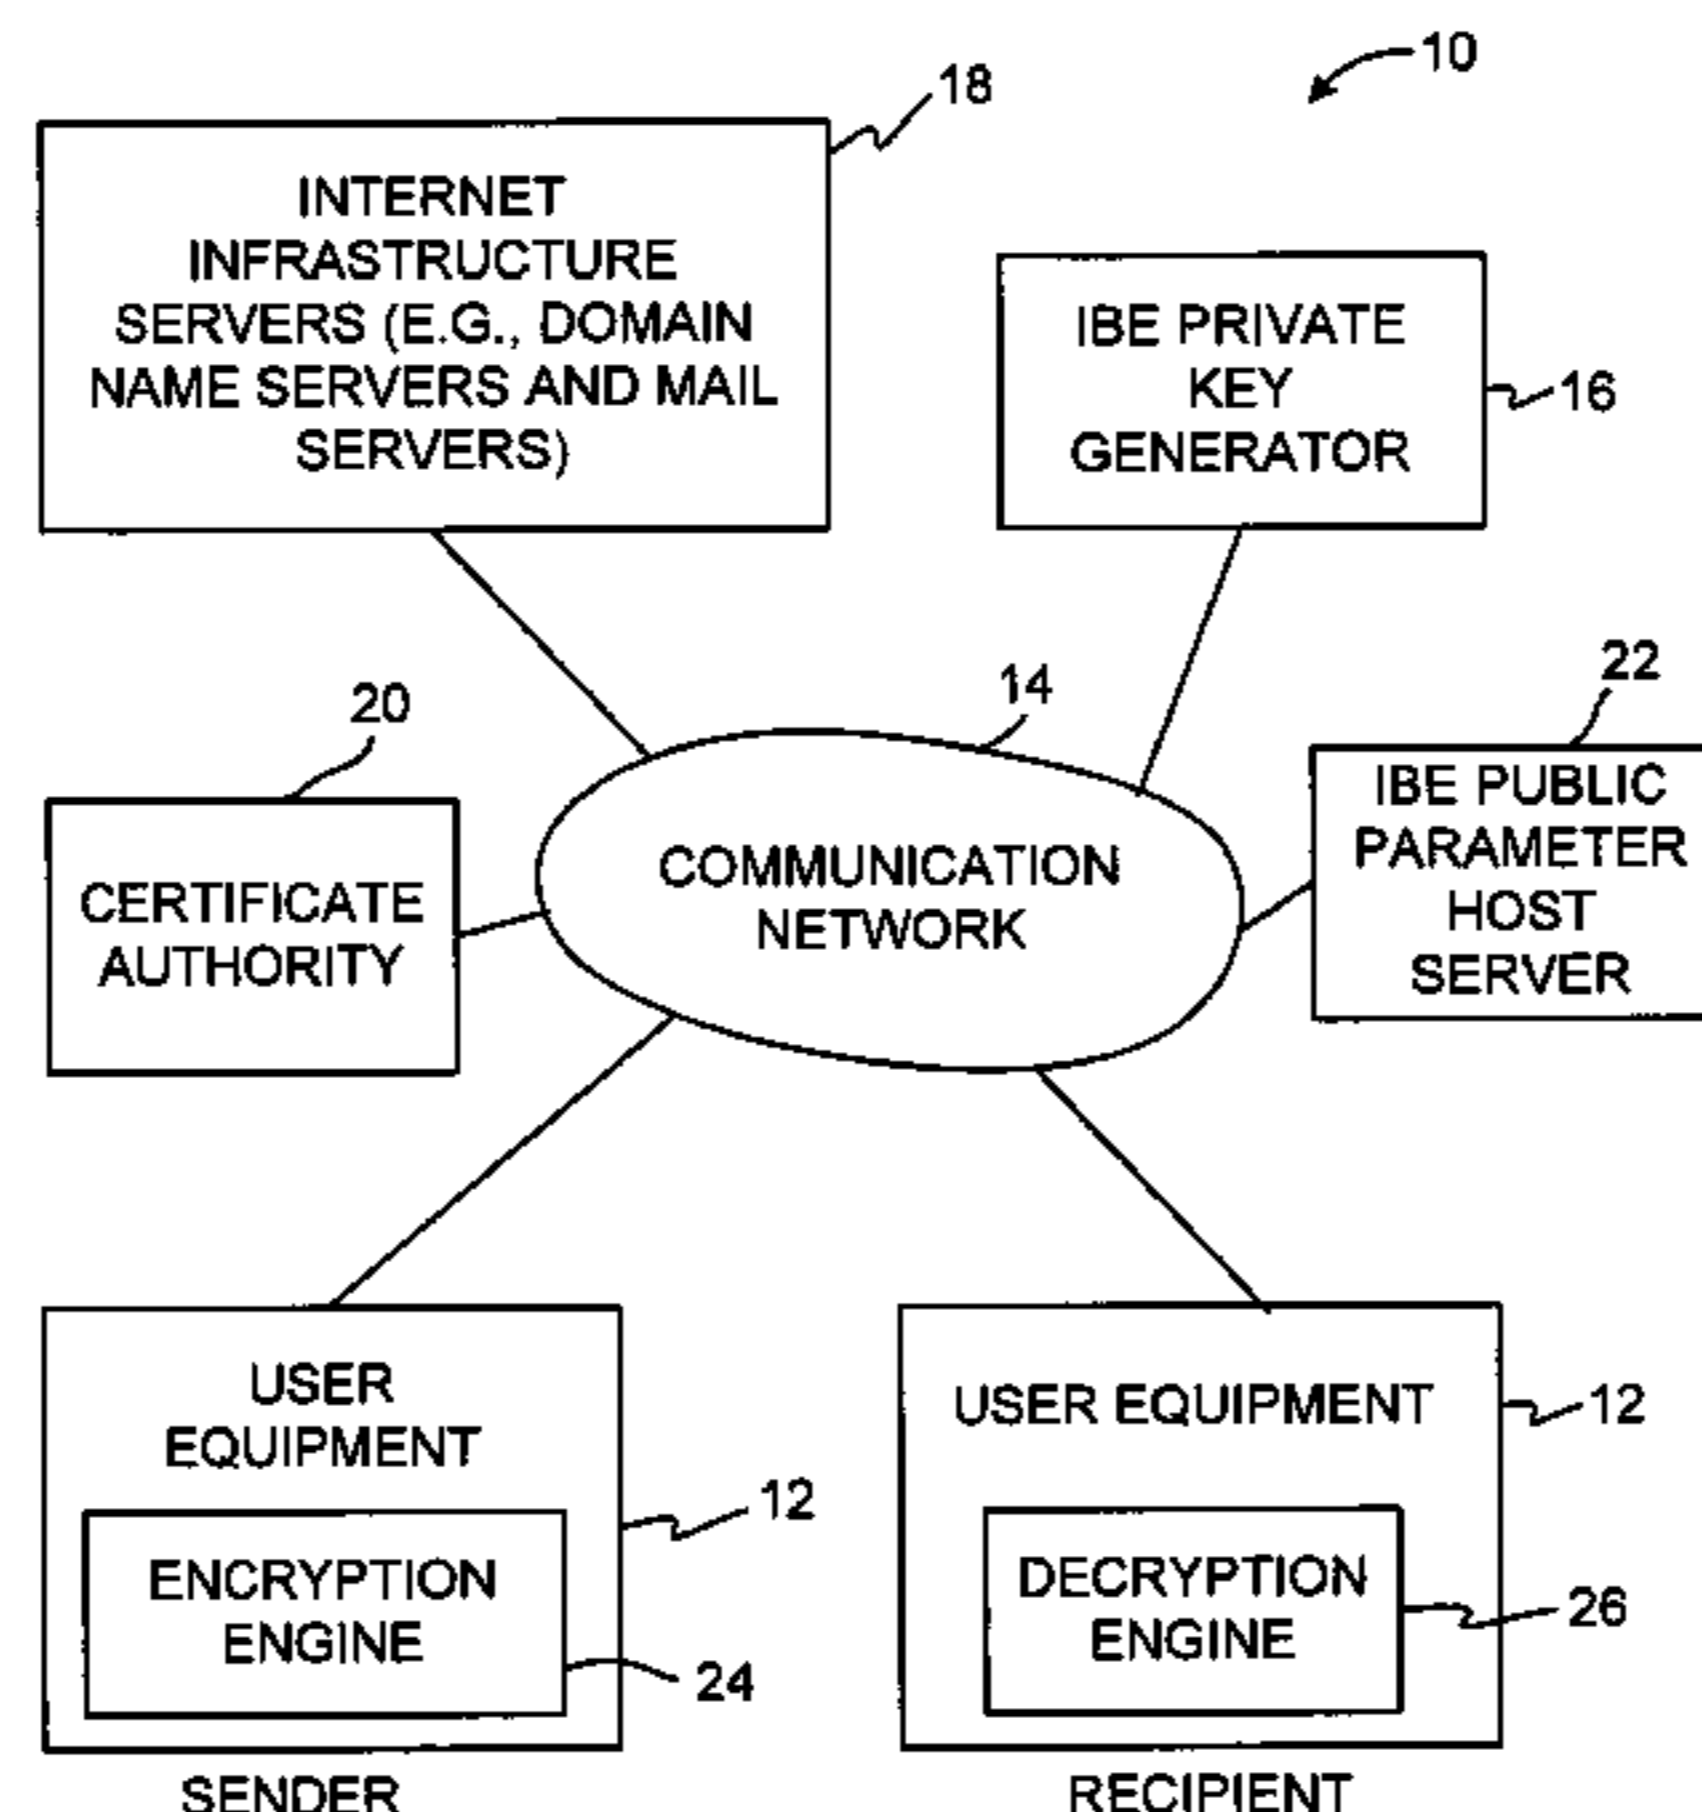 10
18
INTERNET
INFRASTRUCTURE
SERVERS (E.G., DOMAIN
NAME SERVERS AND MAIL
SERVERS)
IBE PRIVATE
KEY
GENERATOR
16
20
14
22
CERTIFICATE
AUTHORITY
COMMUNICATION
NETWORK
IBE PUBLIC
PARAMETER
HOST
SERVER
USER
EQUIPMENT
12
ENCRYPTION
ENGINE
24
SENDER
USER EQUIPMENT
12
DECRYPTION
ENGINE
26
RECIPIENT